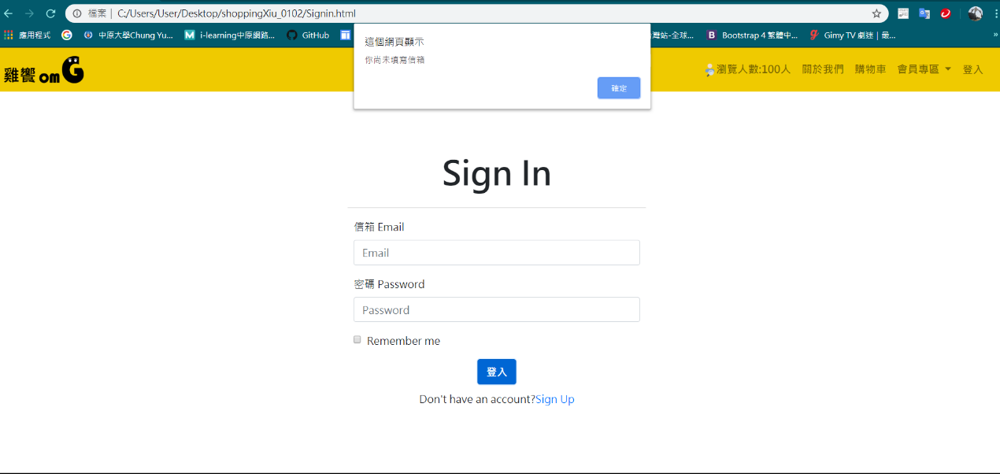 檔案 | C:/Users/User/Desktop/shoppingXiu_0102/Signin.html
應用程式 中原大學Chung Yu... i-learning中原網路... GitHub 灣站-全球... Bootstrap 4 繁體中... Gimy TV 劇迷 | 最... »
這個網頁顯示
你尚未填寫信箱
確定
雞饗 omG
瀏覽人數:100人 關於我們 購物車 會員專區 登入
Sign In
信箱 Email
Email
密碼 Password
Password
Remember me
登入
Don't have an account?Sign Up